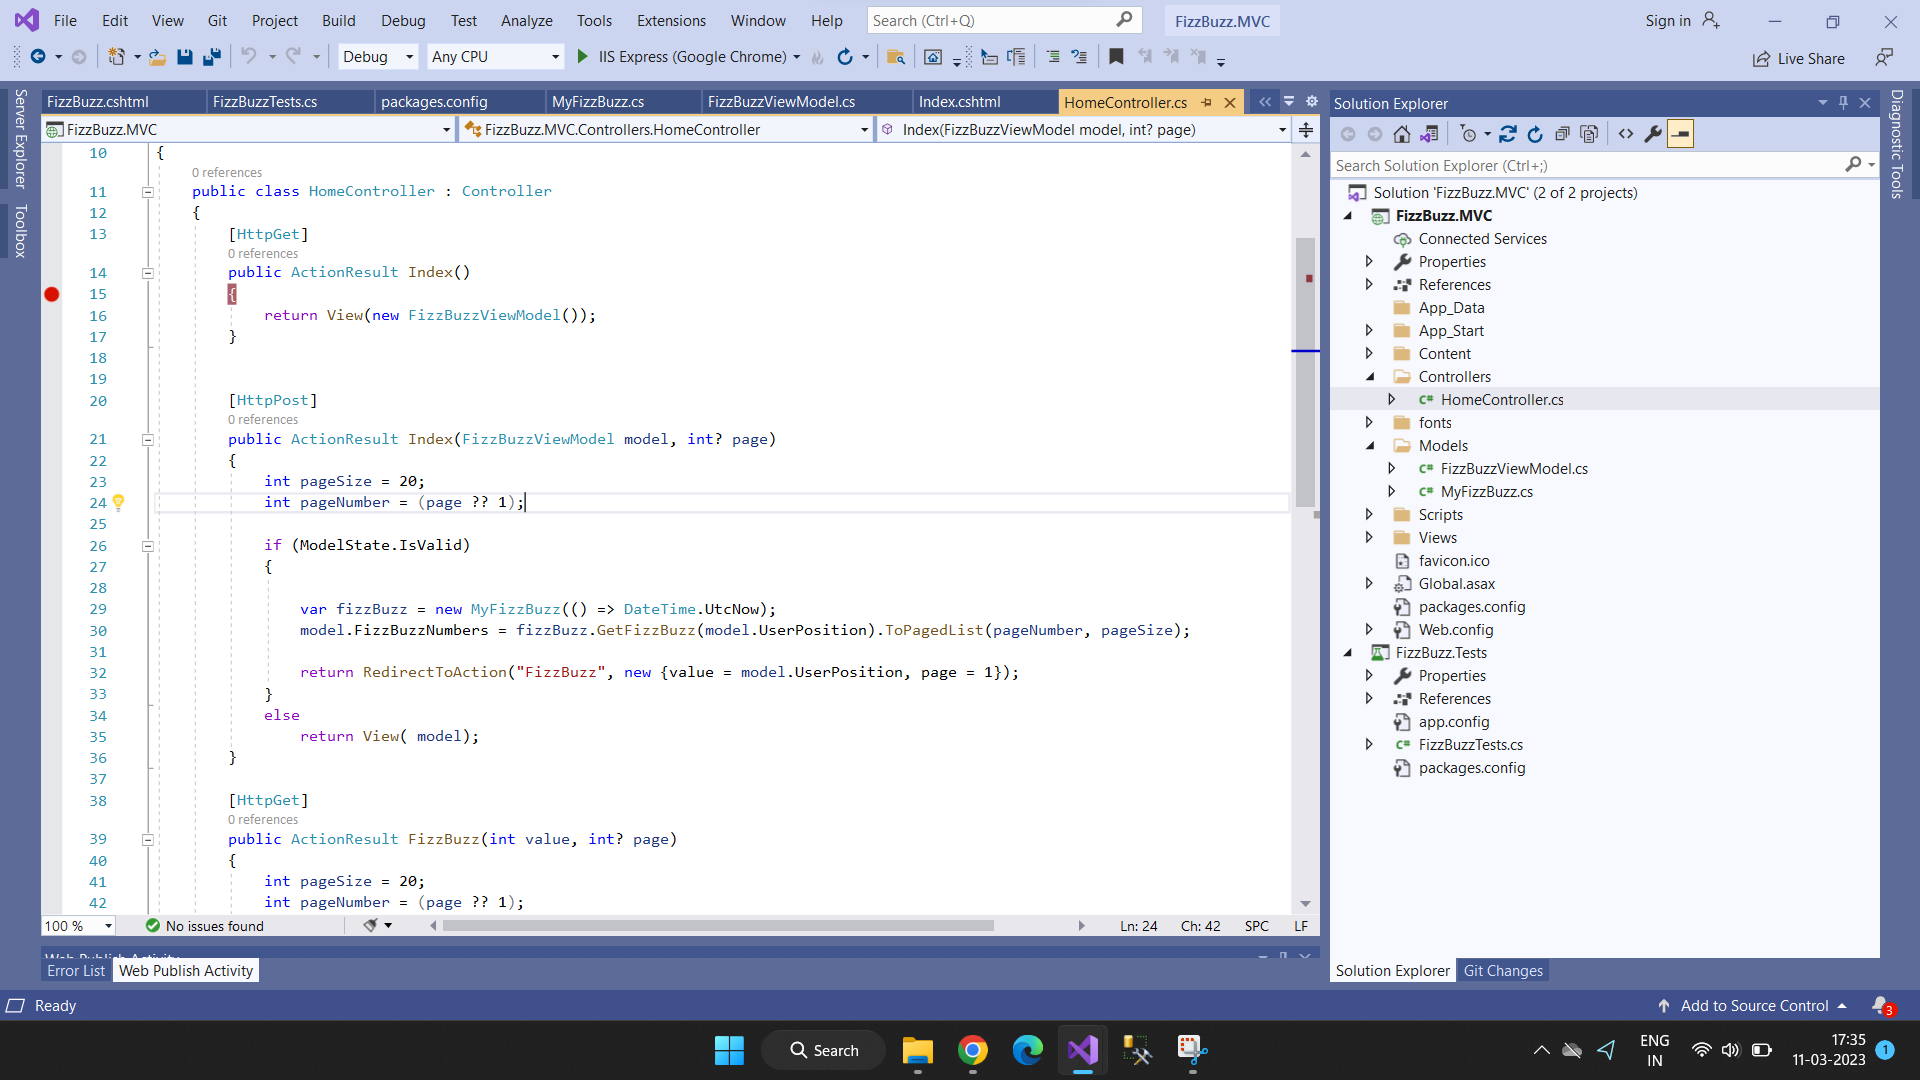 File Edit View Git Project Build Debug Test Analyze Tools Extensions Window Help Search (Ctrl+Q) FizzBuzz.MVC Sign in
Debug Any CPU IIS Express (Google Chrome) Live Share
Server Explorer
Toolbox
FizzBuzz.cshtml FizzBuzzTests.cs packages.config MyFizzBuzz.cs FizzBuzzViewModel.cs Index.cshtml HomeController.cs
FizzBuzz.MVC FizzBuzz.MVC.Controllers.HomeController Index(FizzBuzzViewModel model, int? page)
10 {
0 references
11 public class HomeController : Controller
12 {
13 [HttpGet]
0 references
14 public ActionResult Index()
15 {
16 return View(new FizzBuzzViewModel());
17 }
18
19
20 [HttpPost]
0 references
21 public ActionResult Index(FizzBuzzViewModel model, int? page)
22 {
23 int pageSize = 20;
24 int pageNumber = (page ?? 1);
25
26 if (ModelState.IsValid)
27 {
28
29 var fizzBuzz = new MyFizzBuzz(() => DateTime.UtcNow);
30 model.FizzBuzzNumbers = fizzBuzz.GetFizzBuzz(model.UserPosition).ToPagedList(pageNumber, pageSize);
31
32 return RedirectToAction("FizzBuzz", new {value = model.UserPosition, page = 1});
33 }
34 else
35 return View( model);
36 }
37
38 [HttpGet]
0 references
39 public ActionResult FizzBuzz(int value, int? page)
40 {
41 int pageSize = 20;
42 int pageNumber = (page ?? 1);
100 % No issues found Ln: 24 Ch: 42 SPC LF
Web Publish Activity
Error List Web Publish Activity
Solution Explorer
Search Solution Explorer (Ctrl+;)
Solution 'FizzBuzz.MVC' (2 of 2 projects)
FizzBuzz.MVC
Connected Services
Properties
References
App_Data
App_Start
Content
Controllers
C# HomeController.cs
fonts
Models
C# FizzBuzzViewModel.cs
C# MyFizzBuzz.cs
Scripts
Views
favicon.ico
Global.asax
packages.config
Web.config
FizzBuzz.Tests
Properties
References
app.config
C# FizzBuzzTests.cs
packages.config
Solution Explorer Git Changes
Diagnostic Tools
Ready Add to Source Control 3
Search
ENG
IN
17:35
11-03-2023
1